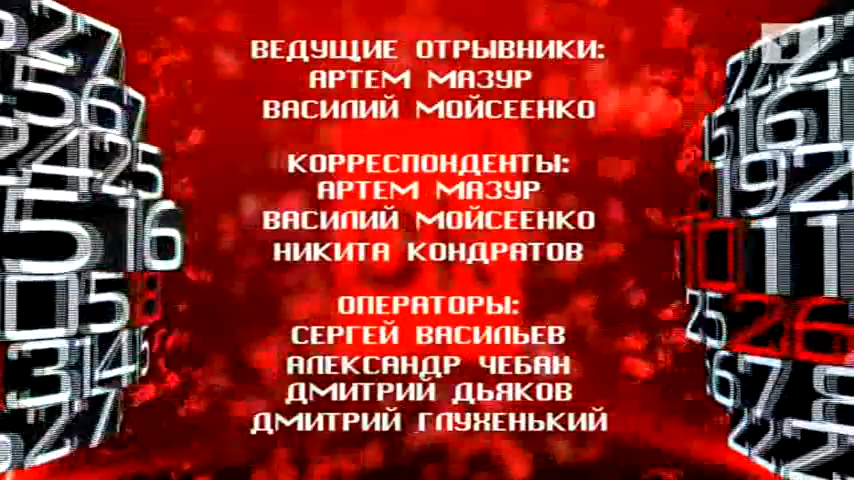 ВЕДУЩИЕ ОТРЫВНИКИ:
АРТЕМ МАЗУР
ВАСИЛИЙ МОЙСЕЕНКО
КОРРЕСПОНДЕНТЫ:
АРТЕМ МАЗУР
ВАСИЛИЙ МОЙСЕЕНКО
НИКИТА КОНДРАТОВ
ОПЕРАТОРЫ:
СЕРГЕЙ ВАСИЛЬЕВ
АЛЕКСАНДР ЧЕБАН
ДМИТРИЙ ДЬЯКОВ
ДМИТРИЙ ГЛУХЕНЬКИЙ